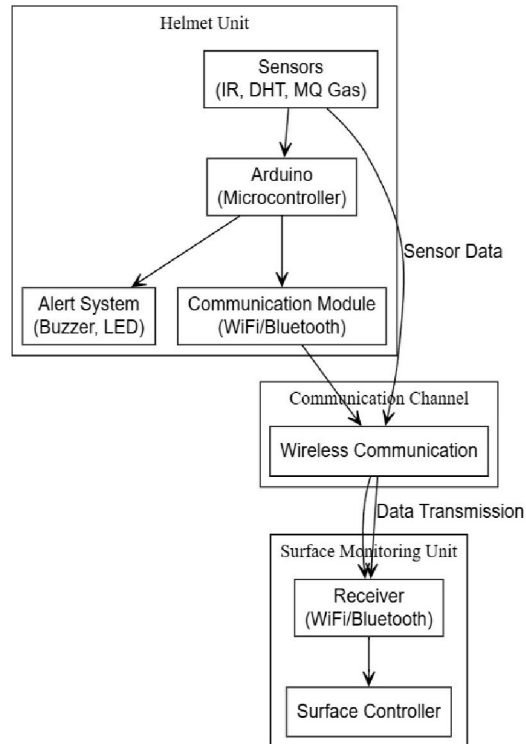 Helmet Unit
Sensors
(IR, DHT, MQ Gas)
Arduino
(Microcontroller)
Sensor Data
Alert System
(Buzzer, LED)
Communication Module
(WiFi/Bluetooth)
Communication Channel
Wireless Communication
Data Transmission
Surface Monitoring Unit
Receiver
(WiFi/Bluetooth)
Surface Controller